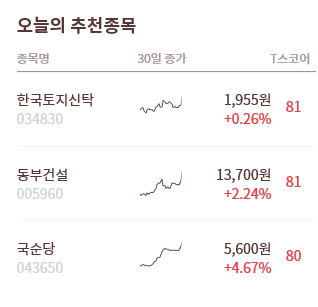 오늘의 추천종목
종목명 30일 종가 T스코어
한국토지신탁 1,955원 81
034830 +0.26%
동부건설 13,700원 81
005960 +2.24%
국순당 5,600원 80
043650 +4.67%